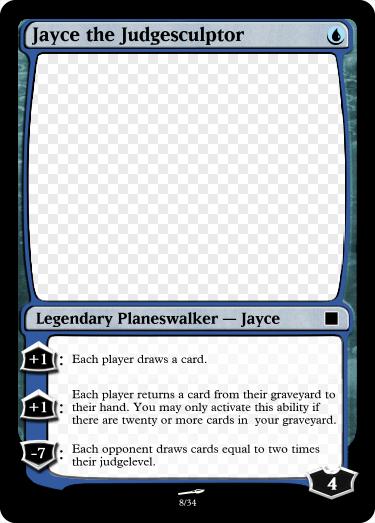 Jayce the Judgesculptor
Legendary Planeswalker — Jayce
+1: Each player draws a card.
+1: Each player returns a card from their graveyard to
their hand. You may only activate this ability if
there are twenty or more cards in your graveyard.
-7: Each opponent draws cards equal to two times
their judgelevel.
4
8/34